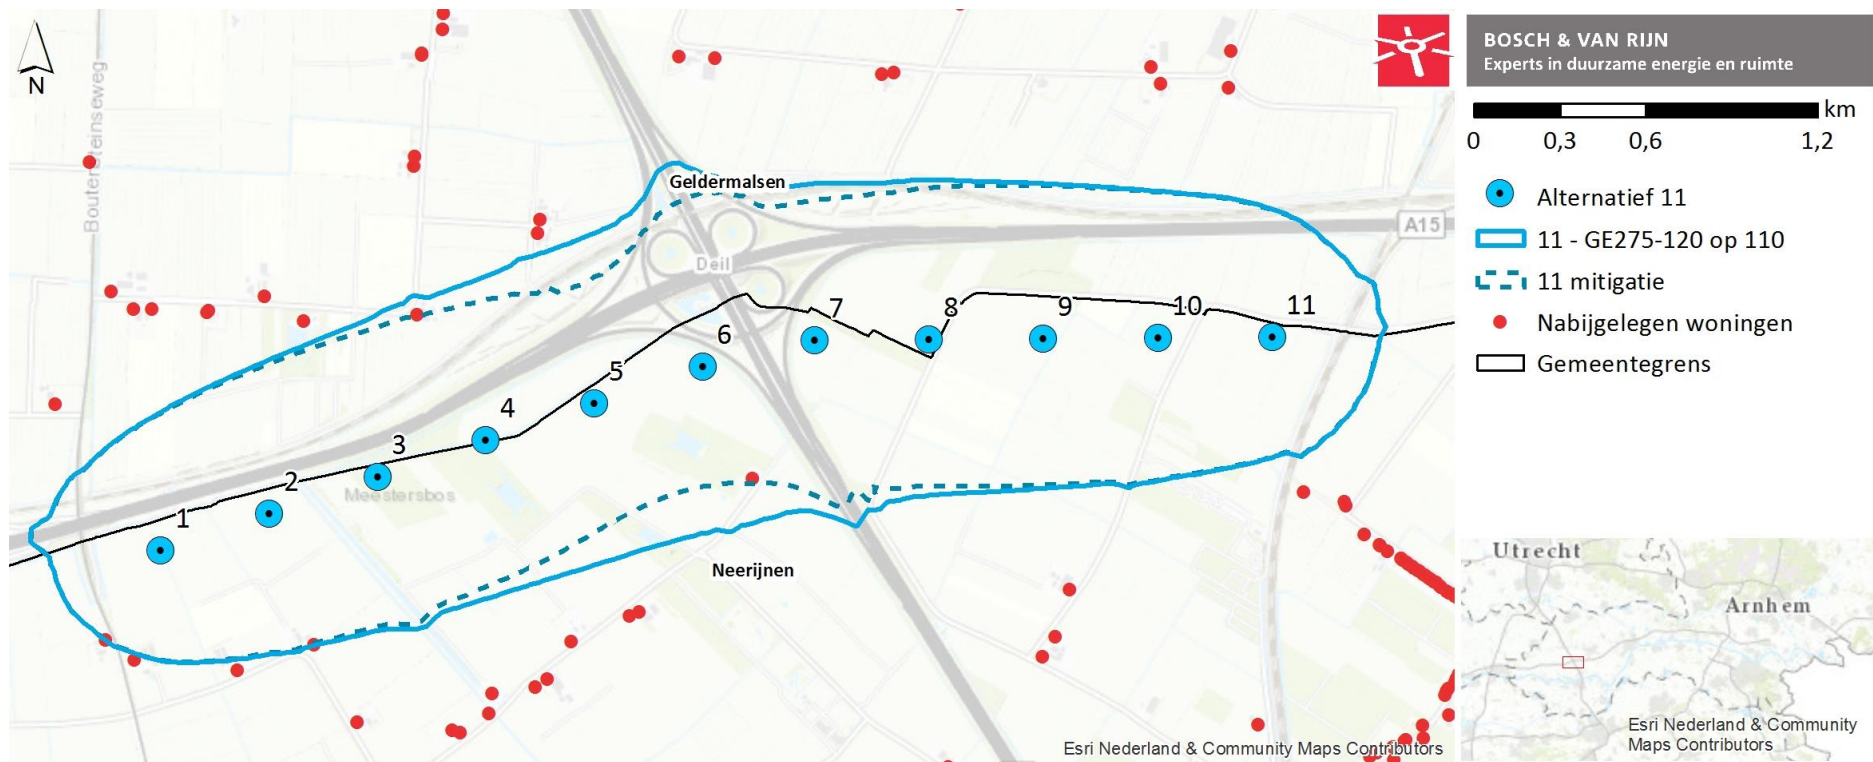 N
Bouter steinseweg
Geldermalsen
A15
Deil
1
2
3
4
5
6
7
8
9
10
11
Meestersbos
Neerijnen
Esri Nederland & Community Maps Contributors
BOSCH & VAN RIJN
Experts in duurzame energie en ruimte
km
0 0,3 0,6 1,2
Alternatief 11
11 - GE275-120 op 110
11 mitigatie
Nabijgelegen woningen
Gemeentegrens
Utrecht
Arnhem
Esri Nederland & Community
Maps Contributors